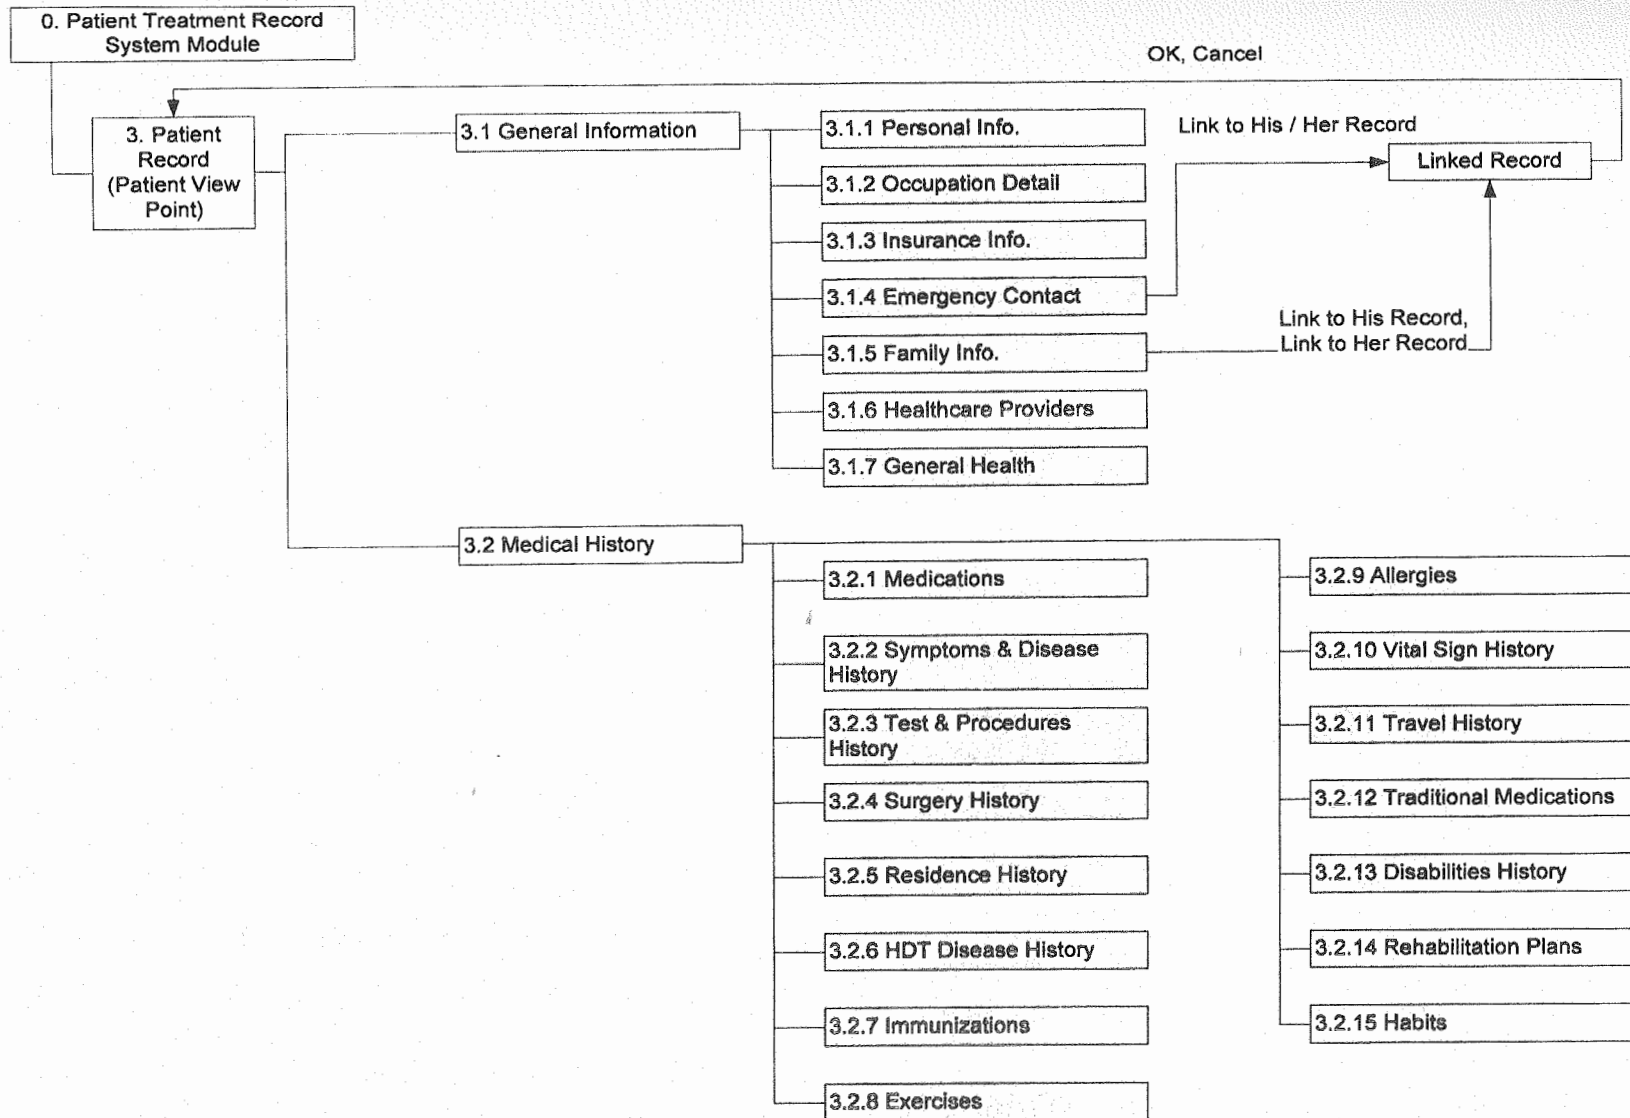 0. Patient Treatment Record
System Module
OK, Cancel
3. Patient
Record
(Patient View
Point)
3.1 General Information
3.1.1 Personal Info.
Link to His / Her Record
Linked Record
3.1.2 Occupation Detail
3.1.3 Insurance Info.
3.1.4 Emergency Contact
Link to His Record,
Link to Her Record
3.1.5 Family Info.
3.1.6 Healthcare Providers
3.1.7 General Health
3.2 Medical History
3.2.1 Medications
3.2.2 Symptoms & Disease
History
3.2.3 Test & Procedures
History
3.2.4 Surgery History
3.2.5 Residence History
3.2.6 HDT Disease History
3.2.7 Immunizations
3.2.8 Exercises
3.2.9 Allergies
3.2.10 Vital Sign History
3.2.11 Travel History
3.2.12 Traditional Medications
3.2.13 Disabilities History
3.2.14 Rehabilitation Plans
3.2.15 Habits